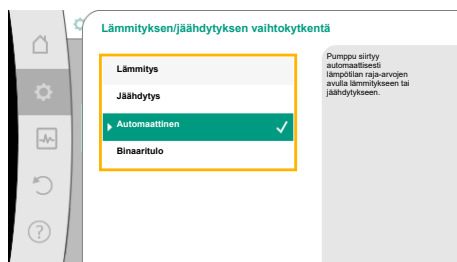 Lämmityksen/jäähdytyksen vaihtokytkentä
Lämmitys
Jäähdytys
Automaattinen
Binaaritulo
Pumppu siirtyy
automaattisesti
lämpötilan raja-arvojen
avulla lämmitykseen tai
jäähdytykseen.
?